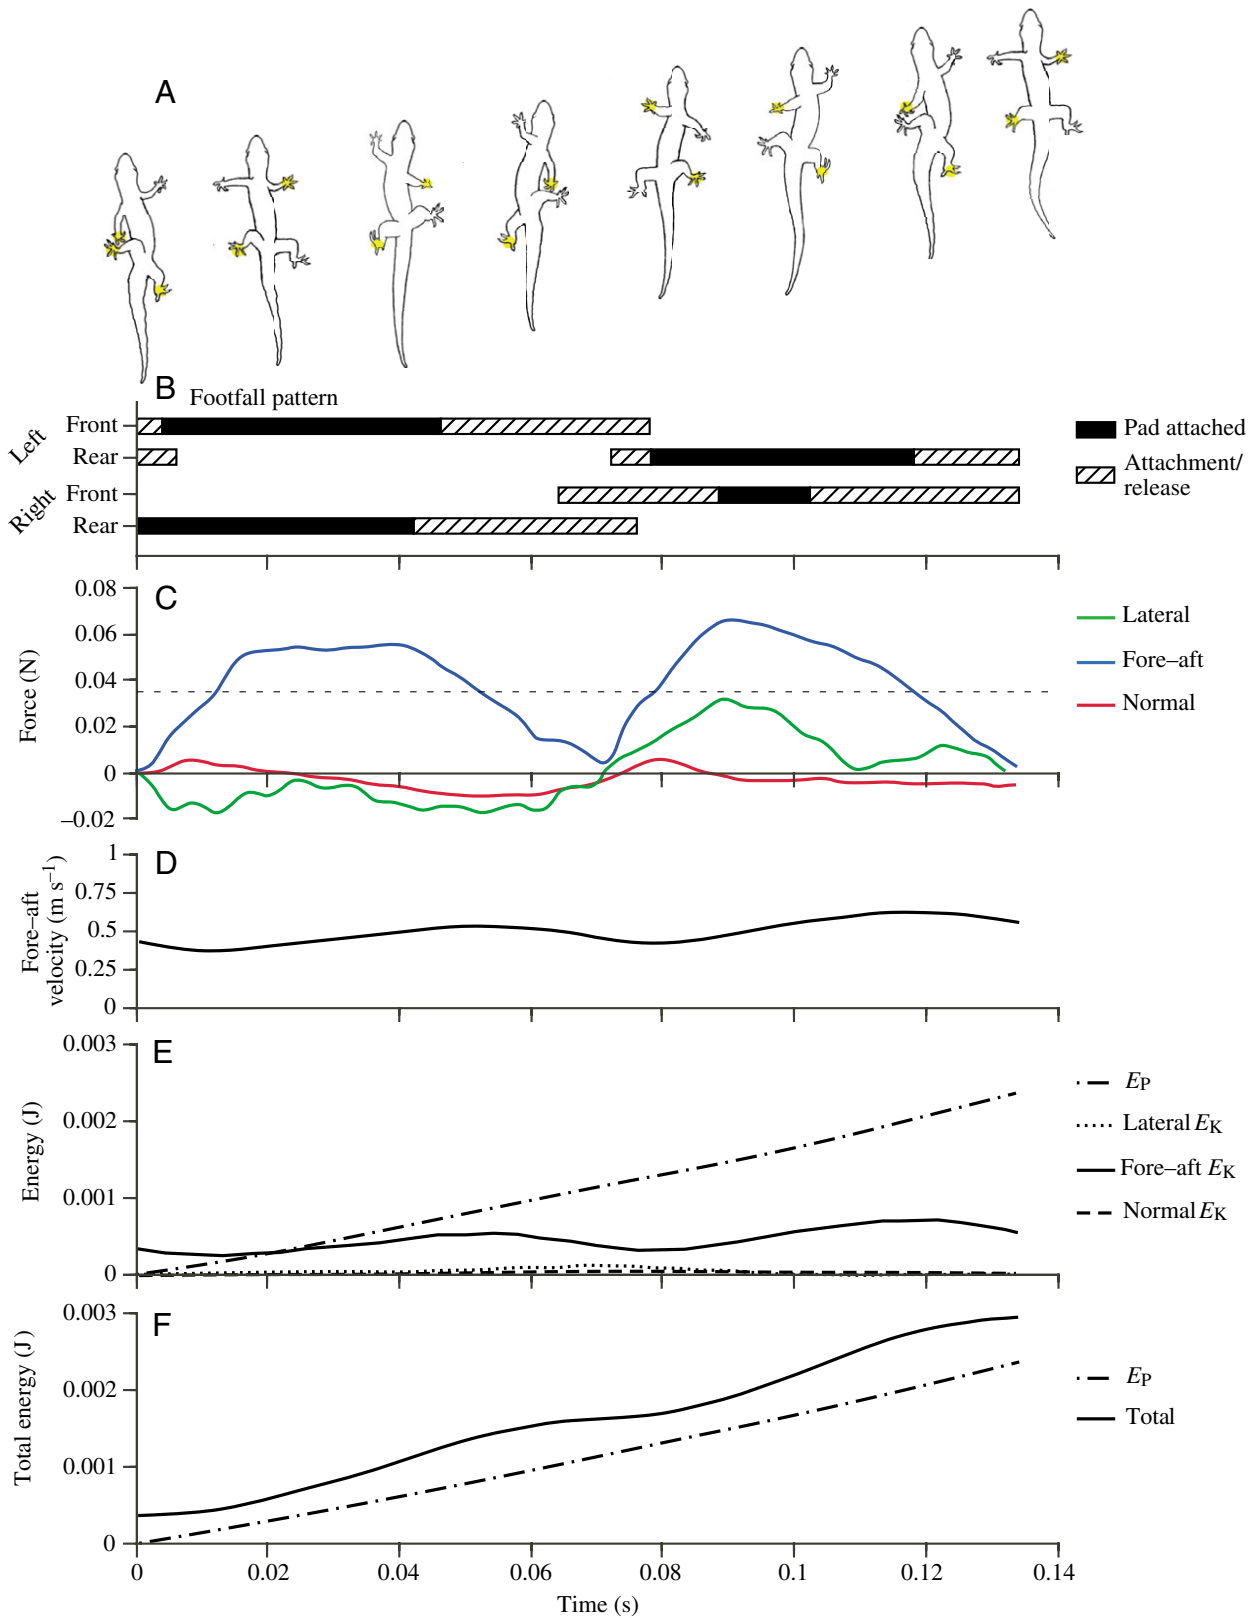 A
B
Footfall pattern
Left
Front
Rear
Right
Front
Rear
Pad attached
Attachment/
release
C
Force (N)
0.08
0.06
0.04
0.02
0
–0.02
Lateral
Fore–aft
Normal
D
Fore–aft
velocity (m s⁻¹)
1
0.75
0.5
0.25
0
E
Energy (J)
0.003
0.002
0.001
0
EP
Lateral EK
Fore–aft EK
Normal EK
F
Total energy (J)
0.003
0.002
0.001
0
EP
Total
0 0.02 0.04 0.06 0.08 0.1 0.12 0.14
Time (s)